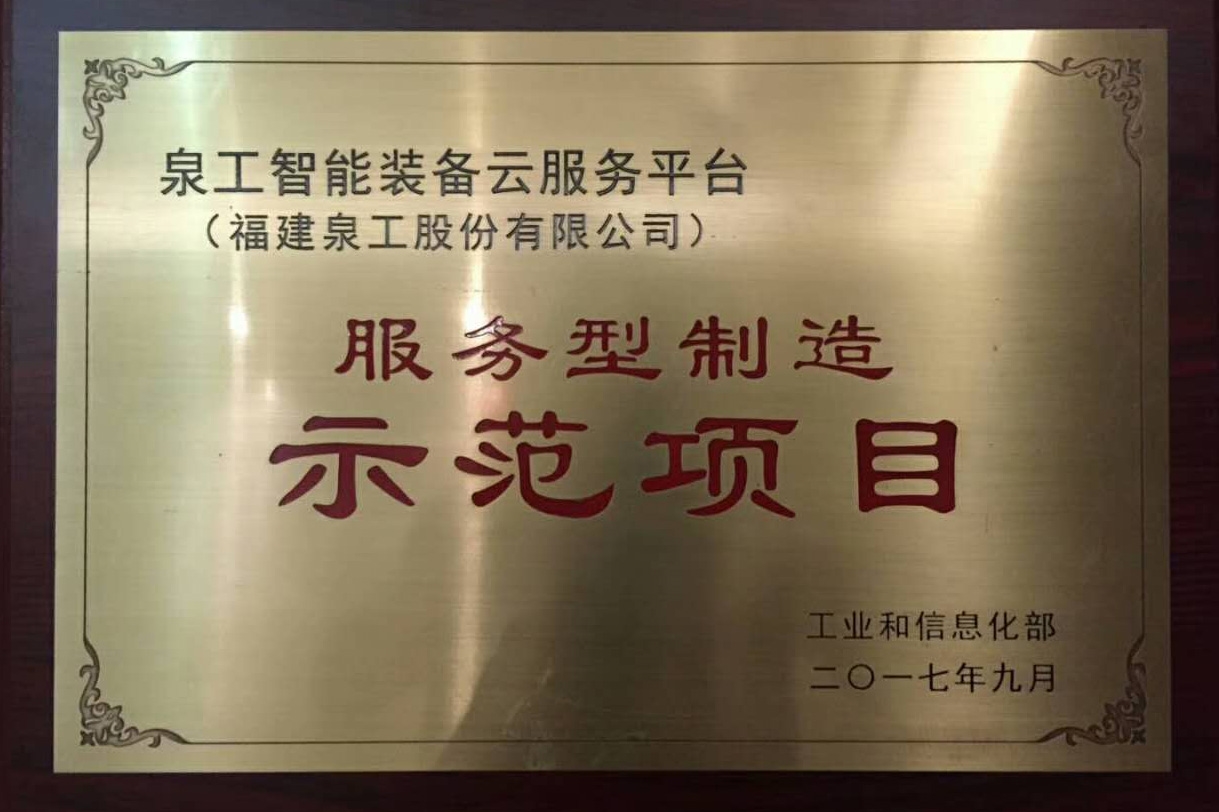 泉工智能装备云服务平台
（福建泉工股份有限公司）
服务型制造
示范项目
工业和信息化部
二〇一七年九月